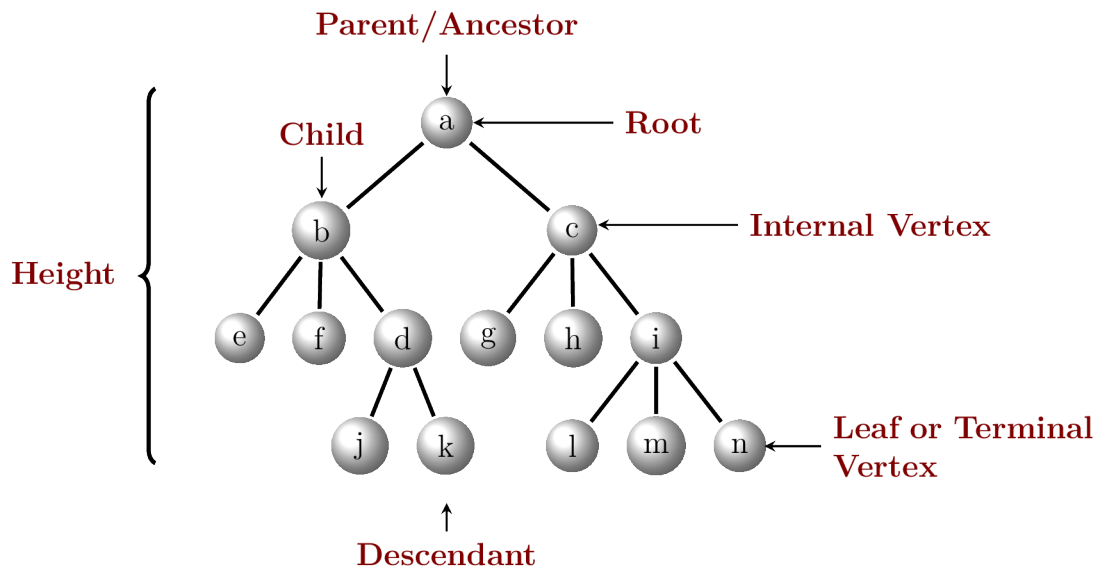 Parent/Ancestor
a
Root
Child
b
c
Internal Vertex
Height
e
f
d
g
h
i
j
k
l
m
n
Leaf or Terminal
Vertex
Descendant